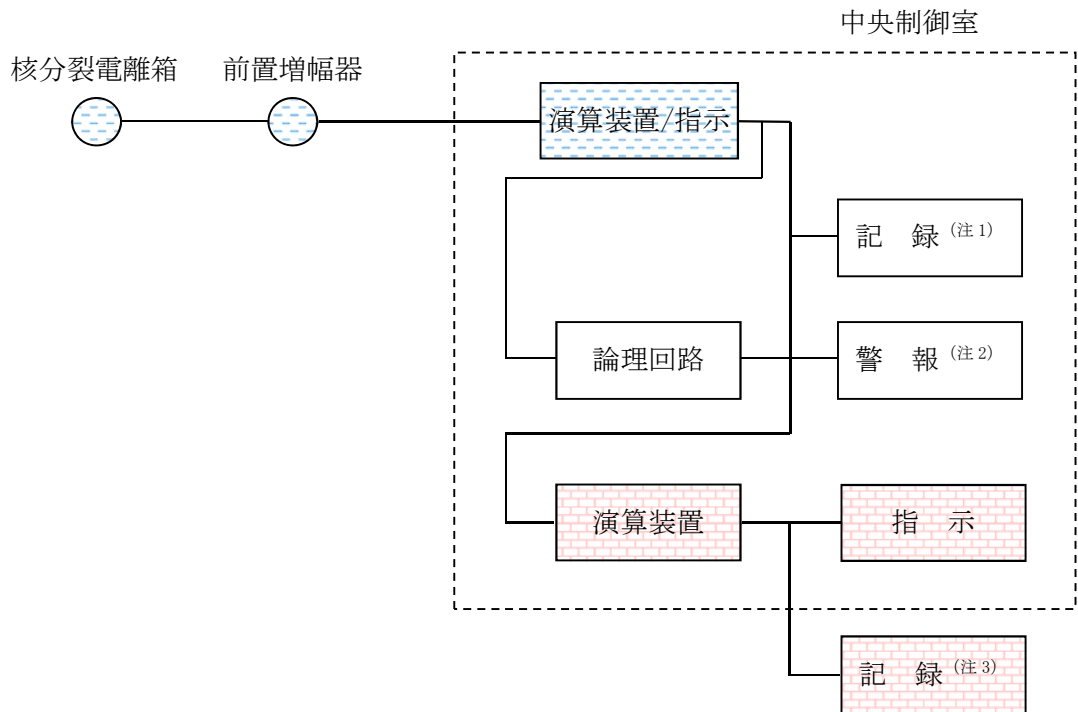 中央制御室
核分裂電離箱
前置増幅器
演算装置/指示
記　録(注1)
論理回路
警　報(注2)
演算装置
指　示
記　録(注3)